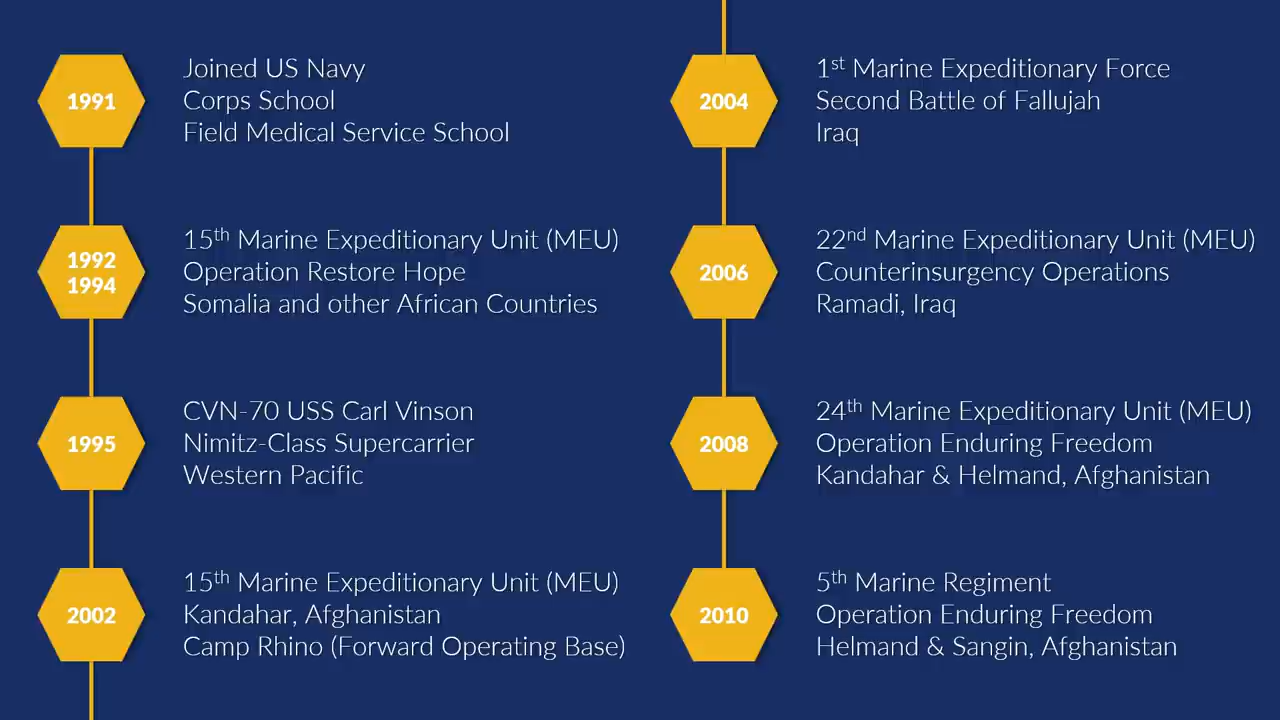 1991
Joined US Navy
Corps School
Field Medical Service School
1992
1994
15th Marine Expeditionary Unit (MEU)
Operation Restore Hope
Somalia and other African Countries
1995
CVN-70 USS Carl Vinson
Nimitz-Class Supercarrier
Western Pacific
2002
15th Marine Expeditionary Unit (MEU)
Kandahar, Afghanistan
Camp Rhino (Forward Operating Base)
2004
1st Marine Expeditionary Force
Second Battle of Fallujah
Iraq
2006
22nd Marine Expeditionary Unit (MEU)
Counterinsurgency Operations
Ramadi, Iraq
2008
24th Marine Expeditionary Unit (MEU)
Operation Enduring Freedom
Kandahar & Helmand, Afghanistan
2010
5th Marine Regiment
Operation Enduring Freedom
Helmand & Sangin, Afghanistan